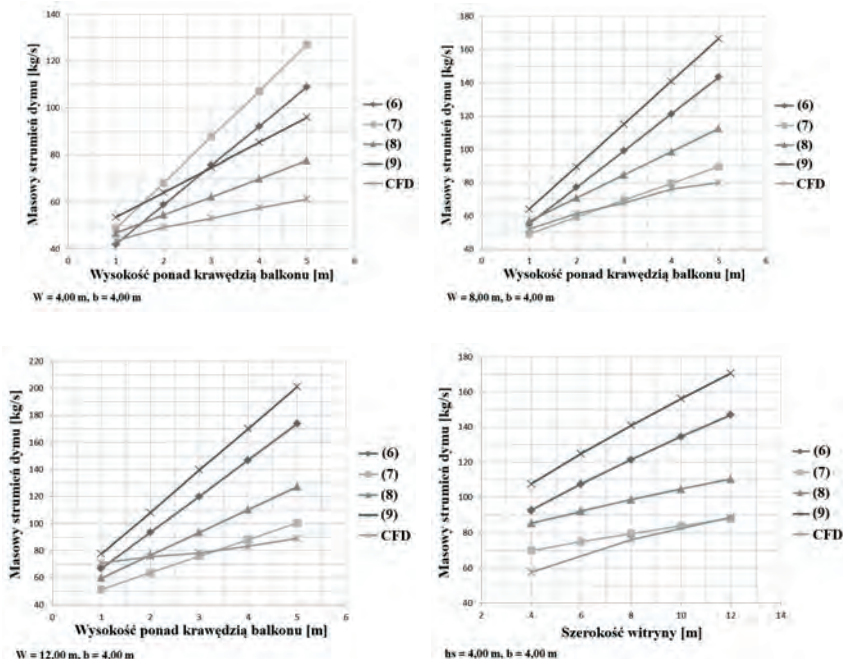 Masowy strumień dymu [kg/s]
140
120
100
80
60
40
0 1 2 3 4 5 6
Wysokość ponad krawędzią balkonu [m]
(6)
(7)
(8)
(9)
CFD
W = 4,00 m, b = 4,00 m
Masowy strumień dymu [kg/s]
180
160
140
120
100
80
60
40
0 1 2 3 4 5 6
Wysokość ponad krawędzią balkonu [m]
(6)
(7)
(8)
(9)
CFD
W = 8,00 m, b = 4,00 m
Masowy strumień dymu [kg/s]
220
200
180
160
140
120
100
80
60
40
0 1 2 3 4 5 6
Wysokość ponad krawędzią balkonu [m]
(6)
(7)
(8)
(9)
CFD
W = 12,00 m, b = 4,00 m
Masowy strumień dymu [kg/s]
180
160
140
120
100
80
60
40
2 4 6 8 10 12 14
Szerokość witryny [m]
(6)
(7)
(8)
(9)
CFD
hs = 4,00 m, b = 4,00 m